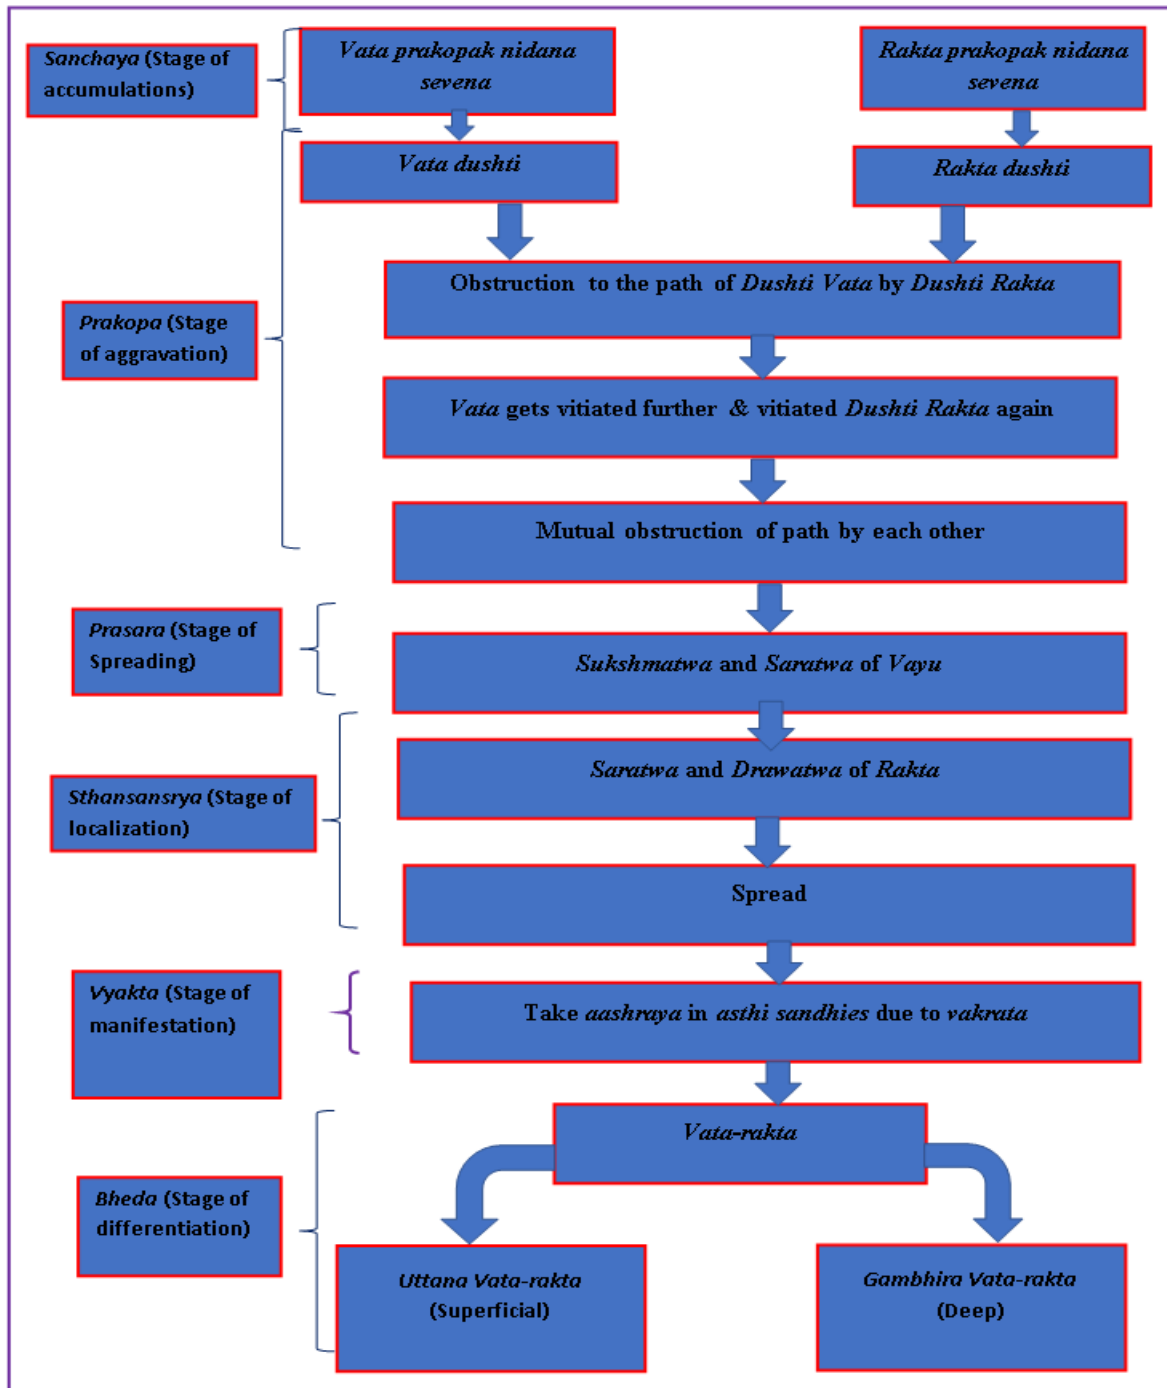 Sanchaya (Stage of
accumulations)
Vata prakopak nidana
sevena
Rakta prakopak nidana
sevena
Vata dushti
Rakta dushti
Obstruction to the path of Dushti Vata by Dushti Rakta
Prakopa (Stage
of aggravation)
Vata gets vitiated further & vitiated Dushti Rakta again
Mutual obstruction of path by each other
Prasara (Stage of
Spreading)
Sukshmatwa and Saratwa of Vayu
Saratwa and Drawatwa of Rakta
Sthansansrya (Stage of
localization)
Spread
Vyakta (Stage of
manifestation)
Take aashraya in asthi sandhies due to vakrata
Vata-rakta
Bheda (Stage of
differentiation)
Uttana Vata-rakta
(Superficial)
Gambhira Vata-rakta
(Deep)